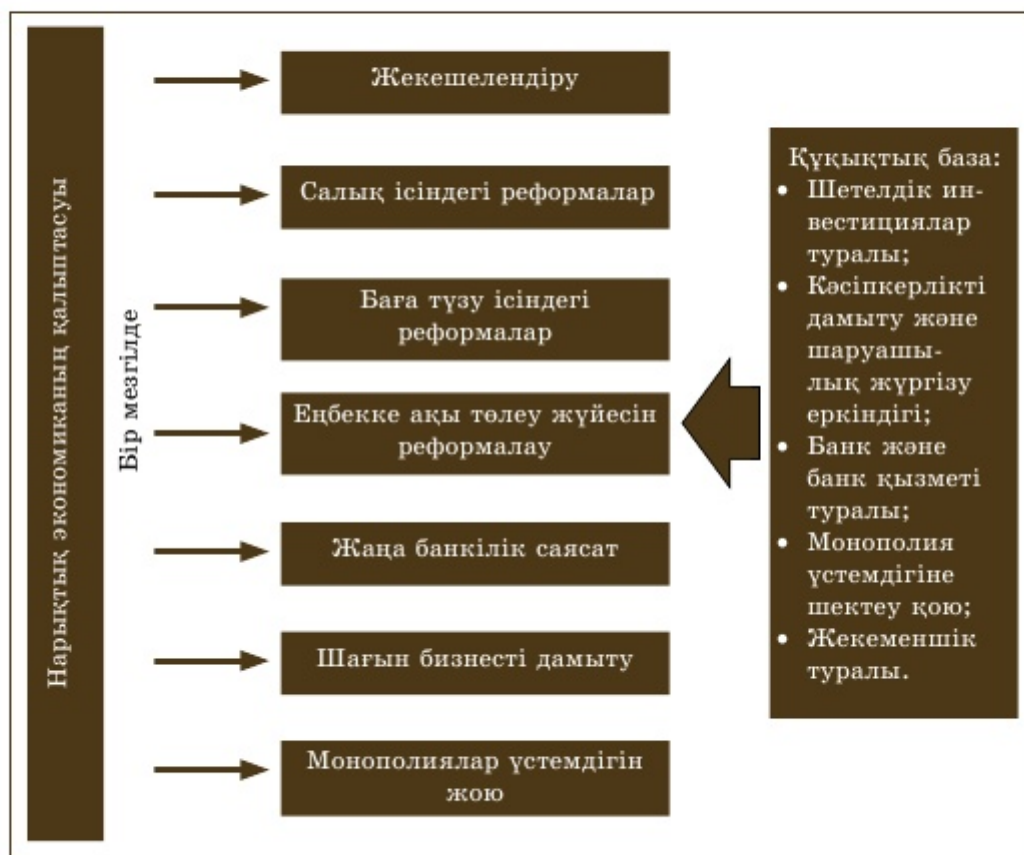 Нарықтық экономиканың қалыптасуы
Бір мезгілде
Жекешелендіру
Салық ісіндегі реформалар
Баға түзу ісіндегі
реформалар
Еңбекке ақы төлеу жүйесін
реформалау
Жаңа банкілік саясат
Шағын бизнесті дамыту
Монополиялар үстемдігін
жою
Құқықтық база:
• Шетелдік ин-
вестициялар
туралы;
• Кәсіпкерлікті
дамыту және
шаруашы-
лық жүргізу
еркіндігі;
• Банк және
банк қызметі
туралы;
• Монополия
үстемдігіне
шектеу қою;
• Жекеменшік
туралы.